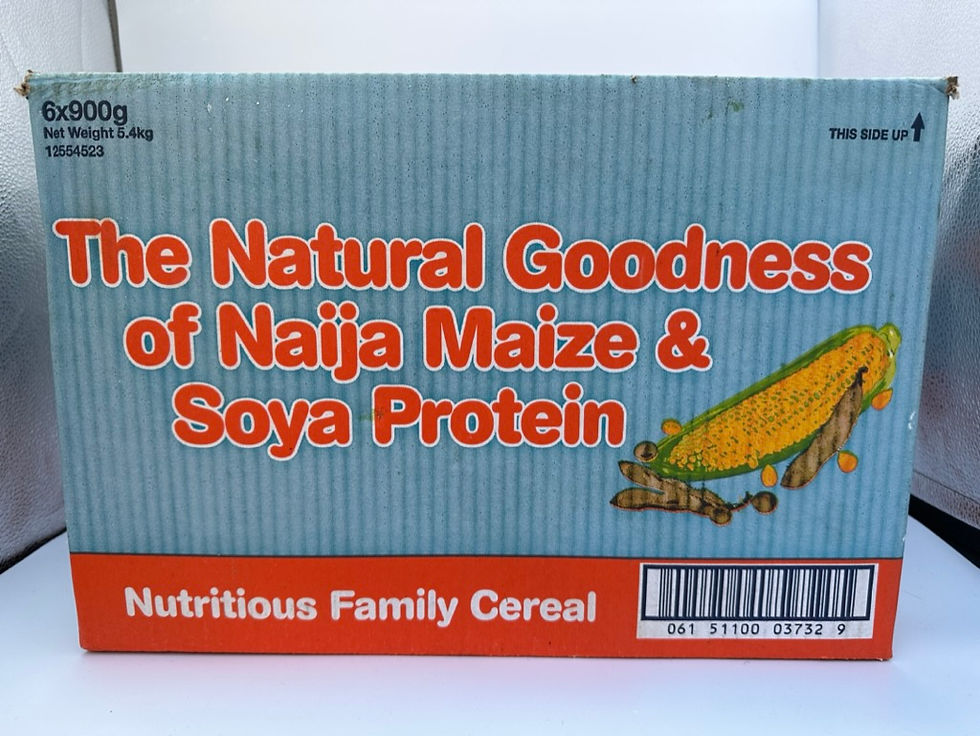 6x900g
Net Weight 5.4kg
12554523
THIS SIDE UP
The Natural Goodness
of Naija Maize &
Soya Protein
Nutritious Family Cereal
061 51100 03732 9